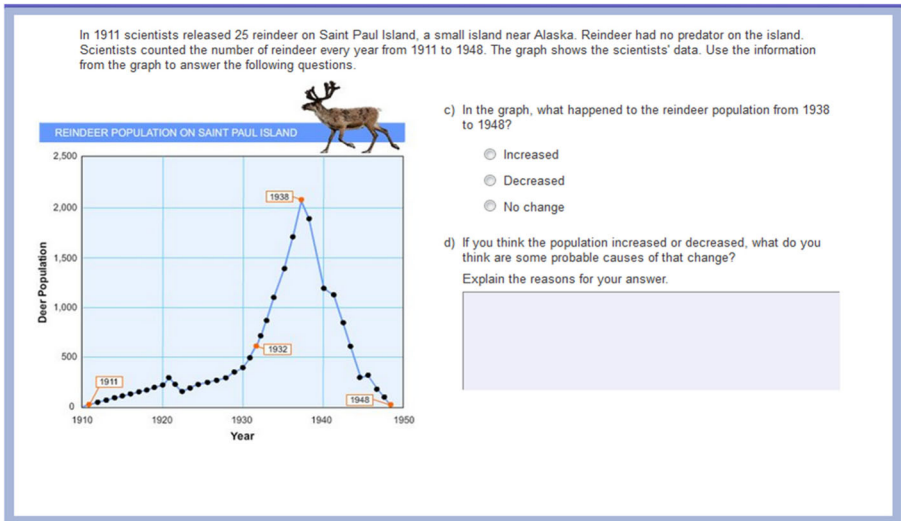 In 1911 scientists released 25 reindeer on Saint Paul Island, a small island near Alaska. Reindeer had no predator on the island.
Scientists counted the number of reindeer every year from 1911 to 1948. The graph shows the scientists' data. Use the information
from the graph to answer the following questions.
REINDEER POPULATION ON SAINT PAUL ISLAND
2,500
2,000
1,500
1,000
500
0
Deer Population
1938
1932
1911
1948
1910
1920
1930
1940
1950
Year
c) In the graph, what happened to the reindeer population from 1938
to 1948?
Increased
Decreased
No change
d) If you think the population increased or decreased, what do you
think are some probable causes of that change?
Explain the reasons for your answer.